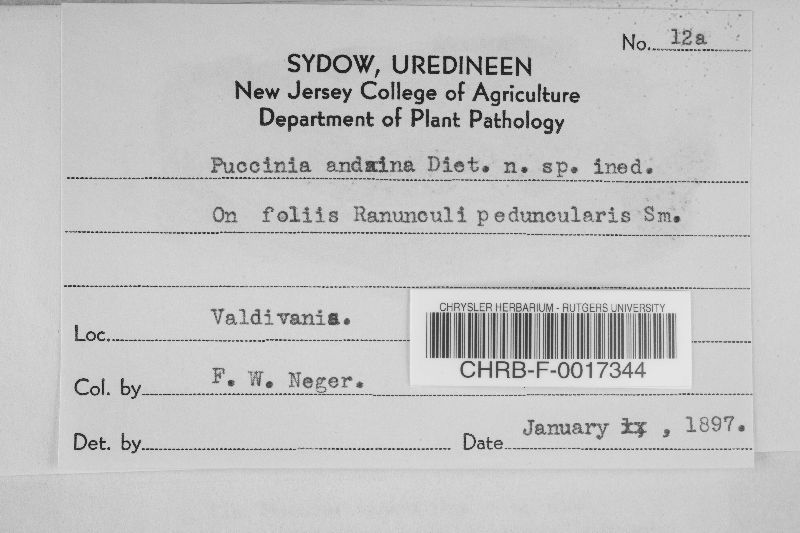 No. 12a
SYDOW, UREDINEEN
New Jersey College of Agriculture
Department of Plant Pathology
Puccinia andina Diet. n. sp. ined.
On foliis Ranunculi peduncularis Sm.
Loc. Valdivania.
CHRYSLER HERBARIUM - RUTGERS UNIVERSITY
CHRB-F-0017344
Col. by F. W. Neger.
Det. by
Date January , 1897.